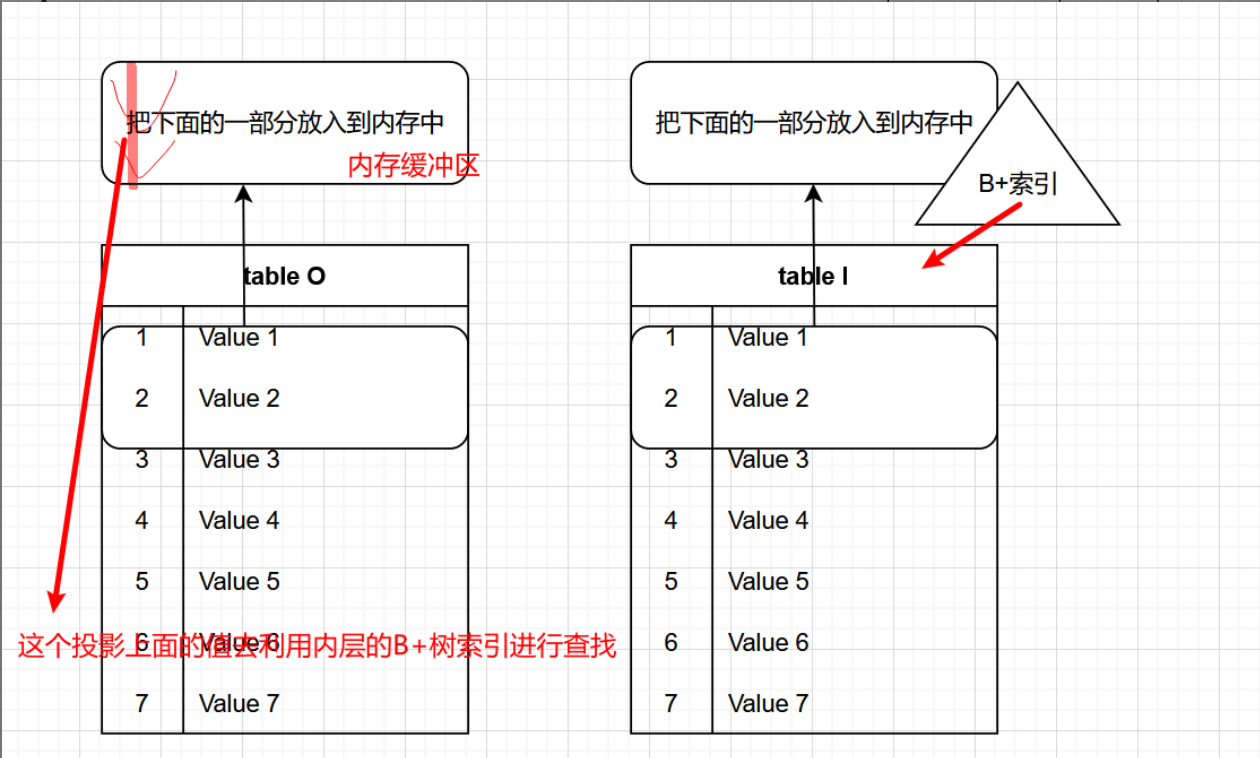 把下面的一部分放入到内存中
内存缓冲区
把下面的一部分放入到内存中
B+索引
table O
1 Value 1
2 Value 2
3 Value 3
4 Value 4
5 Value 5
6 Value 6
7 Value 7
这个投影上面的值去利用内层的B+树索引进行查找
table I
1 Value 1
2 Value 2
3 Value 3
4 Value 4
5 Value 5
6 Value 6
7 Value 7